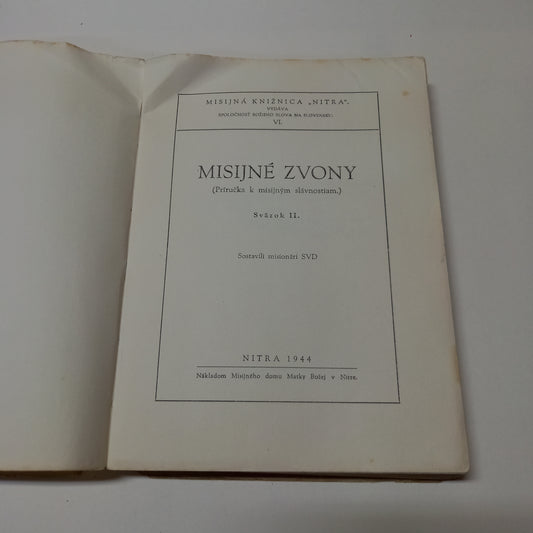 MISIJNÁ KNIŽNICA „NITRA“.
VYDÁVA
SPOLOČNOSŤ BOŽIEHO SLOVA NA SLOVENSKU.
VI.
MISIJNÉ ZVONY
(Príručka k misijným slávnostiam.)
Sväzok II.
Sostavili misionári SVD
NITRA 1944
Nákladom Misijného domu Matky Božej v Nitre.